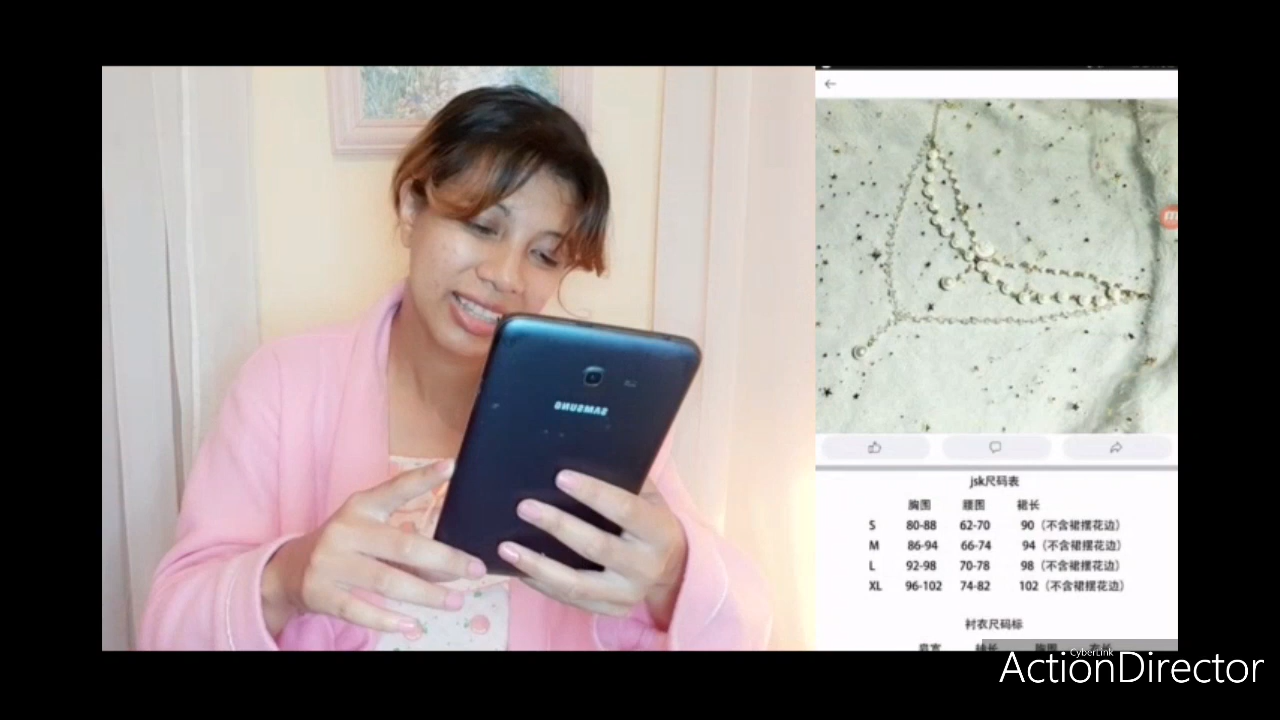 SAMSUNG
jsk尺码表
胸围 腰围 裙长
S 80-88 62-70 90（不含裙摆花边）
M 86-94 66-74 94（不含裙摆花边）
L 92-98 70-78 98（不含裙摆花边）
XL 96-102 74-82 102（不含裙摆花边）
衬衣尺码标
CyberLink
ActionDirector